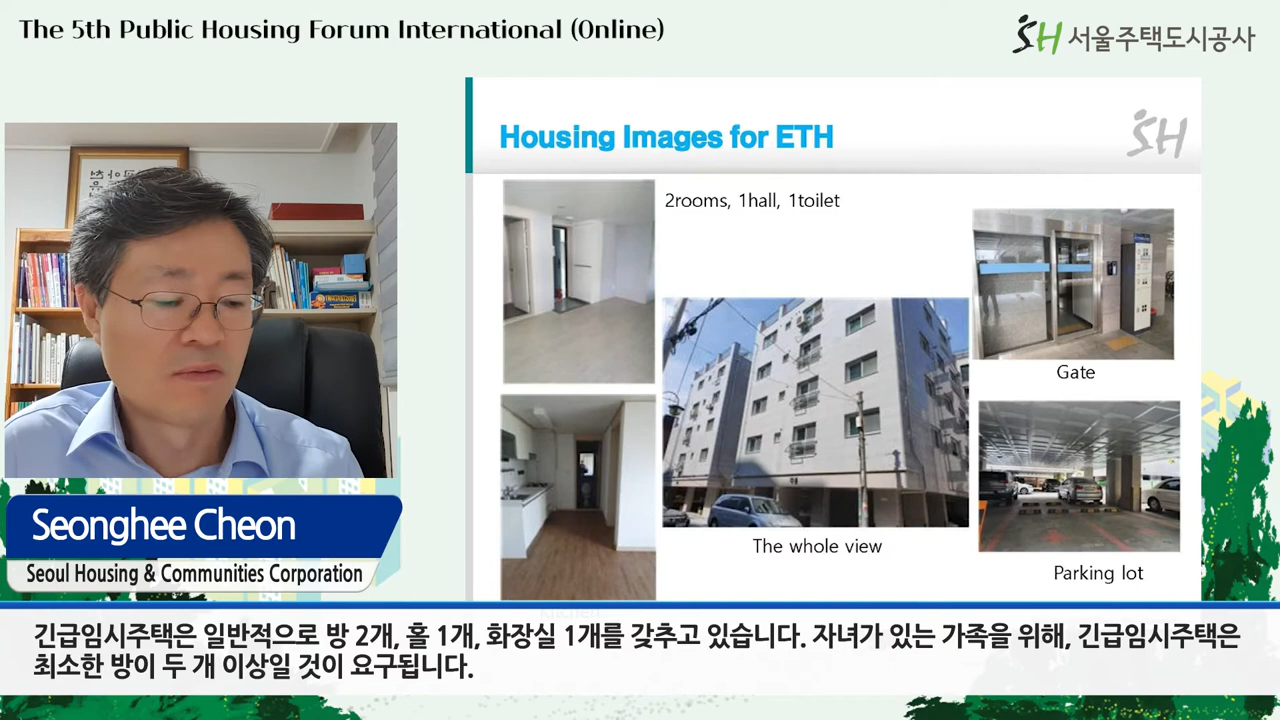 The 5th Public Housing Forum International (Online)
SH 서울주택도시공사
Housing Images for ETH
SH
2rooms, 1hall, 1toilet
Gate
The whole view
Parking lot
kitchen
Seonghee Cheon
Seoul Housing & Communities Corporation
긴급임시주택은 일반적으로 방 2개, 홀 1개, 화장실 1개를 갖추고 있습니다. 자녀가 있는 가족을 위해, 긴급임시주택은
최소한 방이 두 개 이상일 것이 요구됩니다.